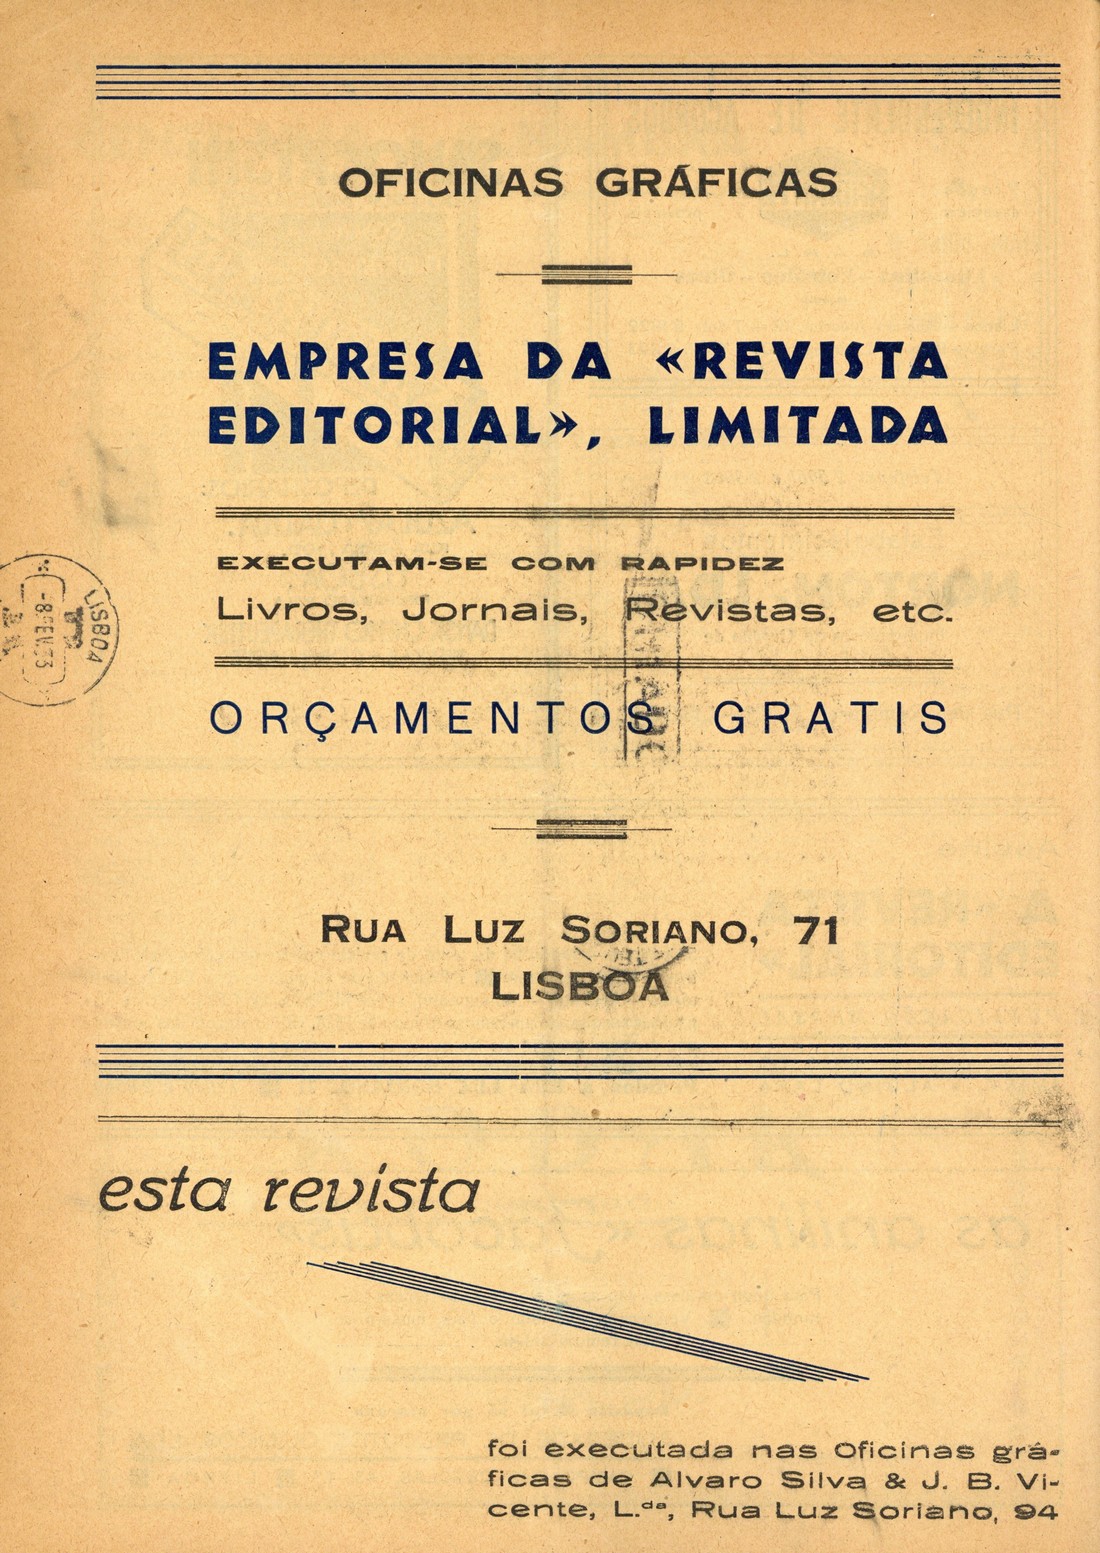 OFICINAS GRÁFICAS
EMPRESA DA «REVISTA
EDITORIAL», LIMITADA
EXECUTAM-SE COM RAPIDEZ
Livros, Jornais, Revistas, etc.
ORÇAMENTOS GRATIS
RUA LUZ SORIANO, 71
LISBOA
esta revista
foi executada nas Oficinas grá-
ficas de Alvaro Silva & J. B. Vi-
cente, L.da, Rua Luz Soriano, 94
LISBOA